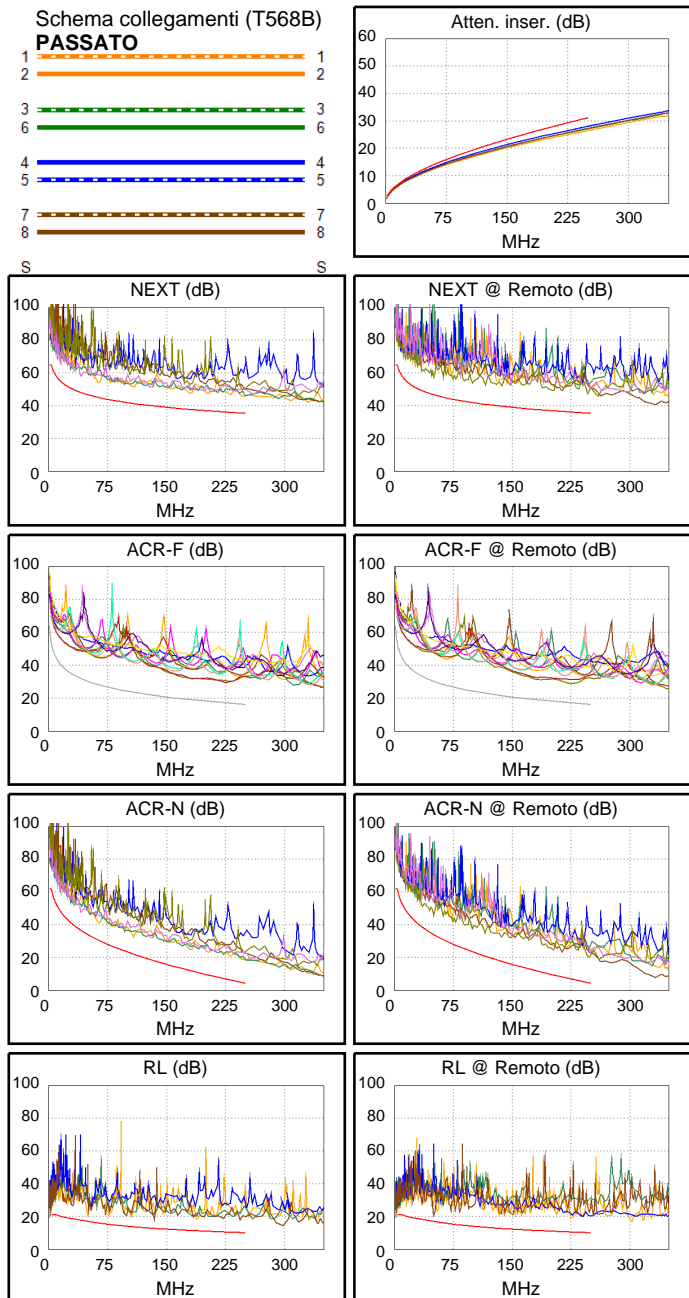 Schema collegamenti (T568B)
PASSATO
1 1
2 2
3 3
6 6
4 4
5 5
7 7
8 8
S S
Atten. inser. (dB)
60
50
40
30
20
10
0
0 75 150 225 300
MHz
NEXT (dB)
100
80
60
40
20
0
0 75 150 225 300
MHz
NEXT @ Remoto (dB)
100
80
60
40
20
0
0 75 150 225 300
MHz
ACR-F (dB)
100
80
60
40
20
0
0 75 150 225 300
MHz
ACR-F @ Remoto (dB)
100
80
60
40
20
0
0 75 150 225 300
MHz
ACR-N (dB)
100
80
60
40
20
0
0 75 150 225 300
MHz
ACR-N @ Remoto (dB)
100
80
60
40
20
0
0 75 150 225 300
MHz
RL (dB)
100
80
60
40
20
0
0 75 150 225 300
MHz
RL @ Remoto (dB)
100
80
60
40
20
0
0 75 150 225 300
MHz